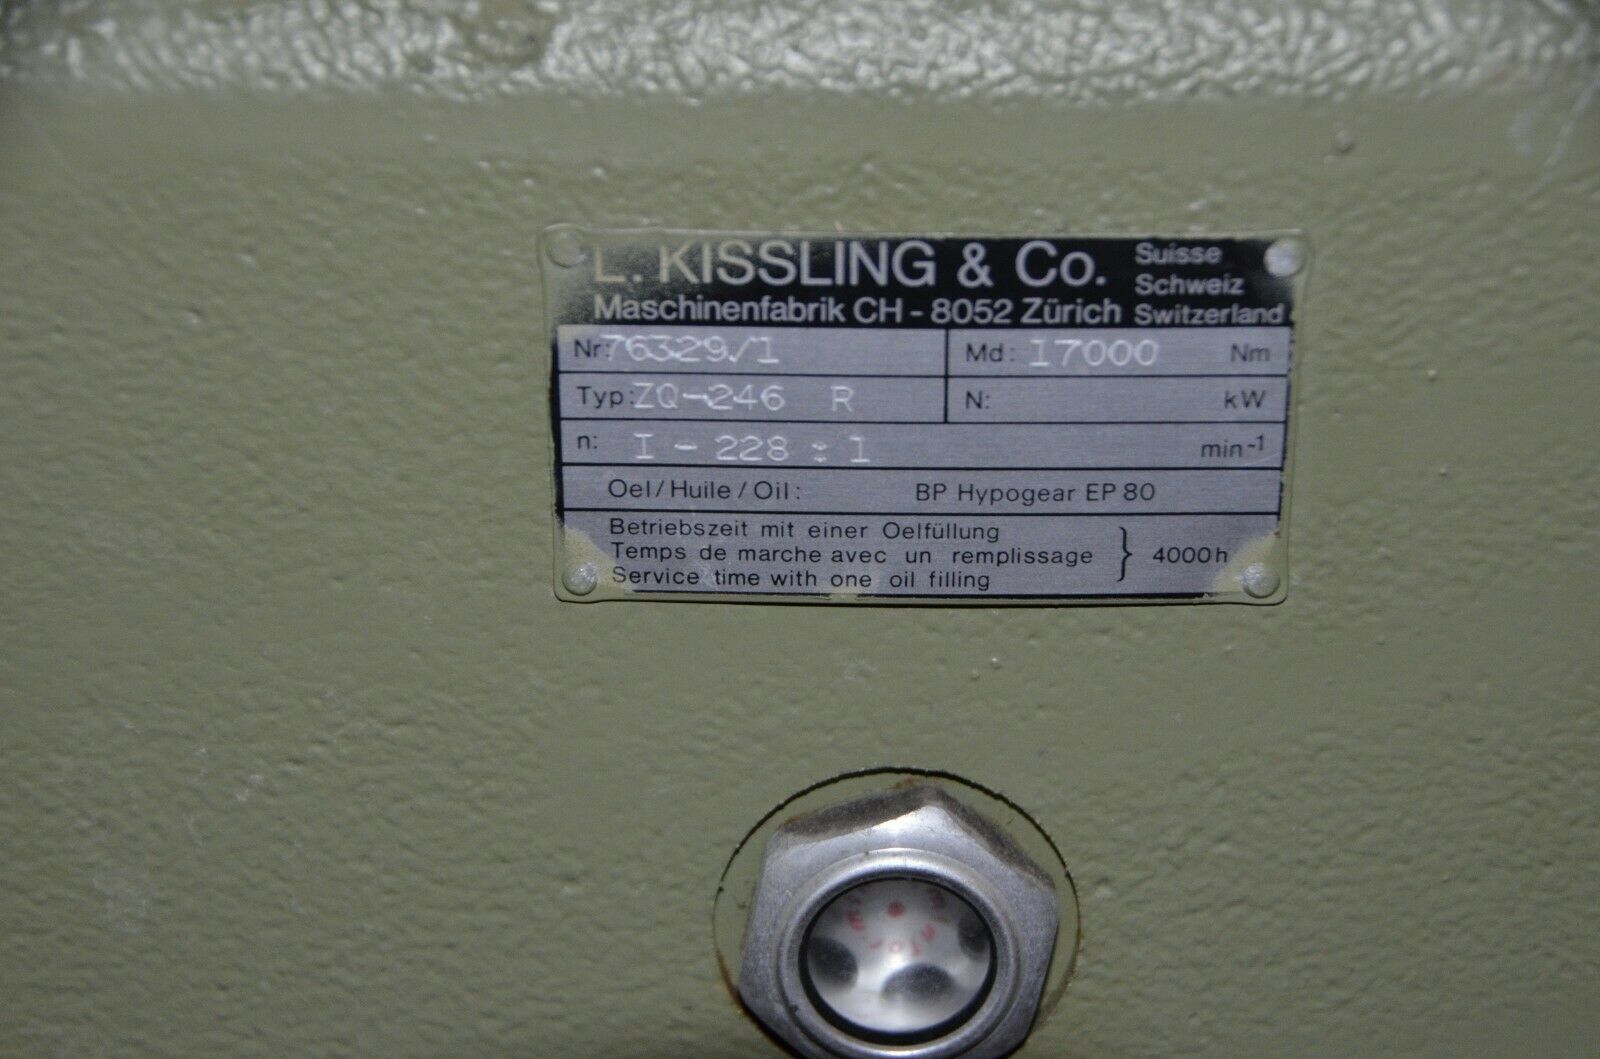 L. KISSLING & Co.
Suisse
Schweiz
Switzerland
Maschinenfabrik CH - 8052 Zürich
Nr: 76329/1
Md: 17000 Nm
Typ: ZQ-246 R
N: kW
n: I - 228 : 1 min-1
Oel / Huile / Oil: BP Hypogear EP 80
Betriebszeit mit einer Oelfüllung
Temps de marche avec un remplissage } 4000h
Service time with one oil filling